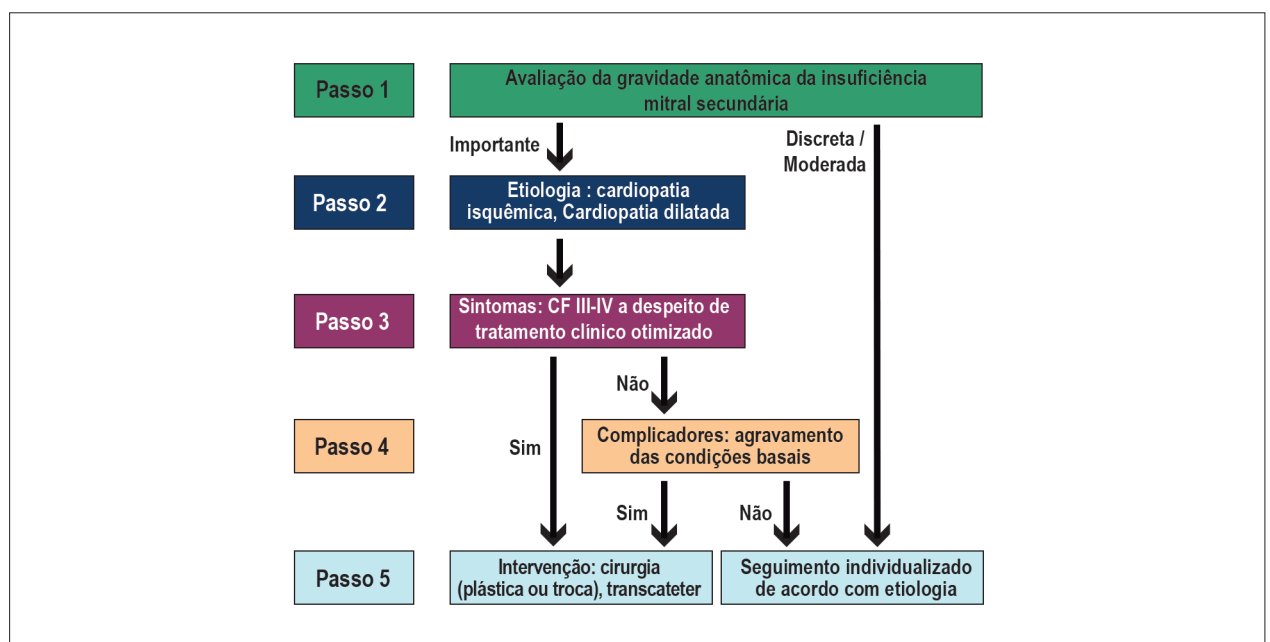 Passo 1
Avaliação da gravidade anatômica da insuficiência
mitral secundária
Importante
Discreta /
Moderada
Passo 2
Etiologia : cardiopatia
isquêmica, Cardiopatia dilatada
Passo 3
Sintomas: CF III-IV a despeito de
tratamento clínico otimizado
Não
Sim
Passo 4
Complicadores: agravamento
das condições basais
Sim
Não
Passo 5
Intervenção: cirurgia
(plástica ou troca), transcateter
Seguimento individualizado
de acordo com etiologia